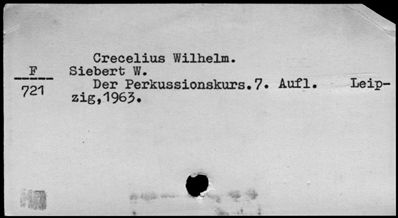 Crecelius Wilhelm.
F Siebert W.
721 Der Perkussionskurs.7. Aufl. Leip-
zig,1963.